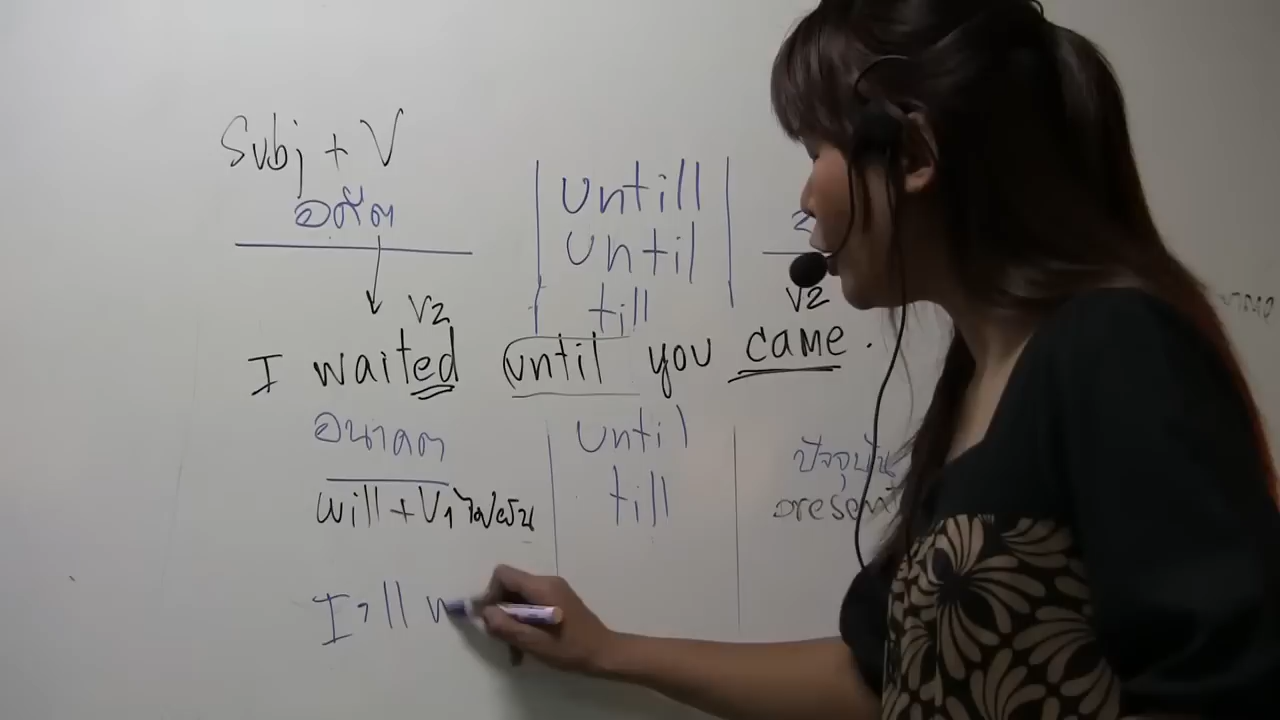 Subj + V
อดีต
untill
until
till
V2
V2
I waited until you came.
อนาคต
until
till
ปัจจุบัน
present
will + V1 ไม่ผัน
I'll w